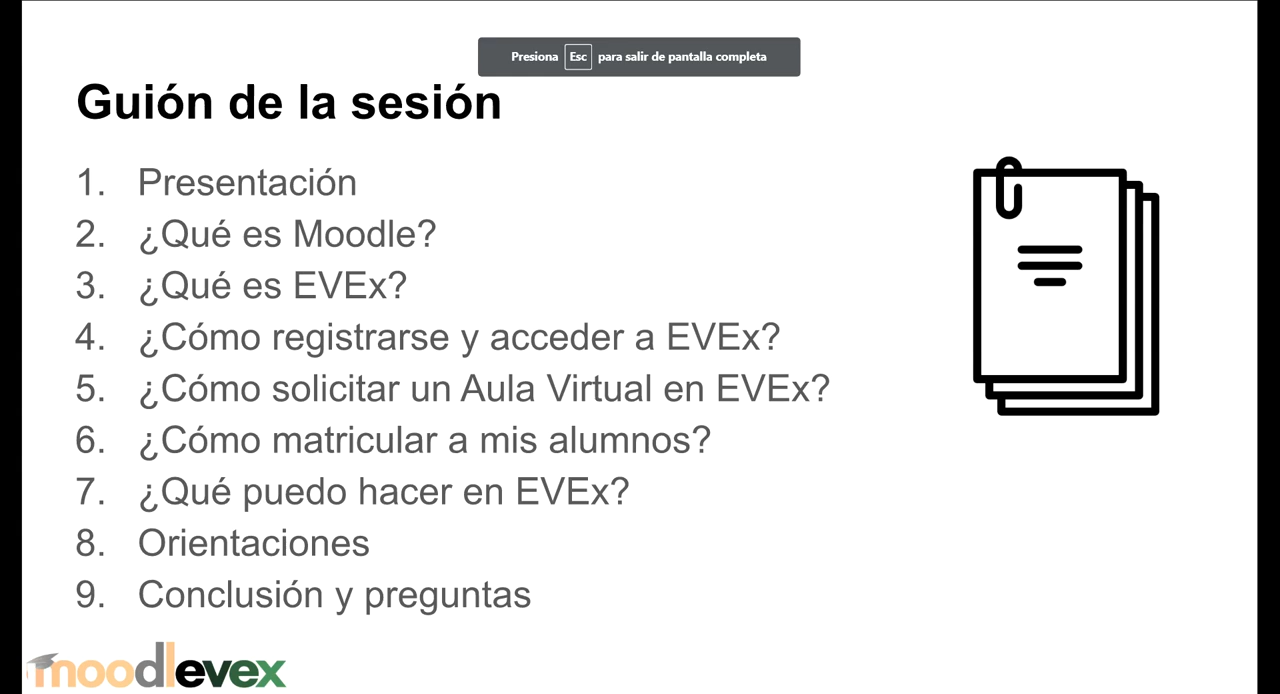 Presiona Esc para salir de pantalla completa
Guión de la sesión
1. Presentación
2. ¿Qué es Moodle?
3. ¿Qué es EVEx?
4. ¿Cómo registrarse y acceder a EVEx?
5. ¿Cómo solicitar un Aula Virtual en EVEx?
6. ¿Cómo matricular a mis alumnos?
7. ¿Qué puedo hacer en EVEx?
8. Orientaciones
9. Conclusión y preguntas
moodlevex